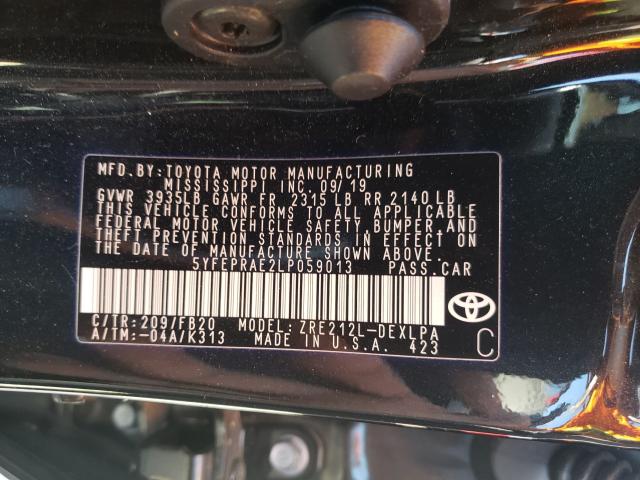 MFD.BY:TOYOTA MOTOR MANUFACTURING
MISSISSIPPI INC.09/19
GVWR 3935LB GAWR FR 2315 LB RR 2140 LB
THIS VEHICLE CONFORMS TO ALL APPLICABLE
FEDERAL MOTOR VEHICLE SAFETY,BUMPER,AND
THEFT PREVENTION STANDARDS IN EFFECT ON
THE DATE OF MANUFACTURE SHOWN ABOVE.
5YFEPRAE2LP059013 PASS.CAR
C/TR:209/FB20 MODEL:ZRE212L-DEXLPA
A/TM:-04A/K313 MADE IN U.S.A. 423
C